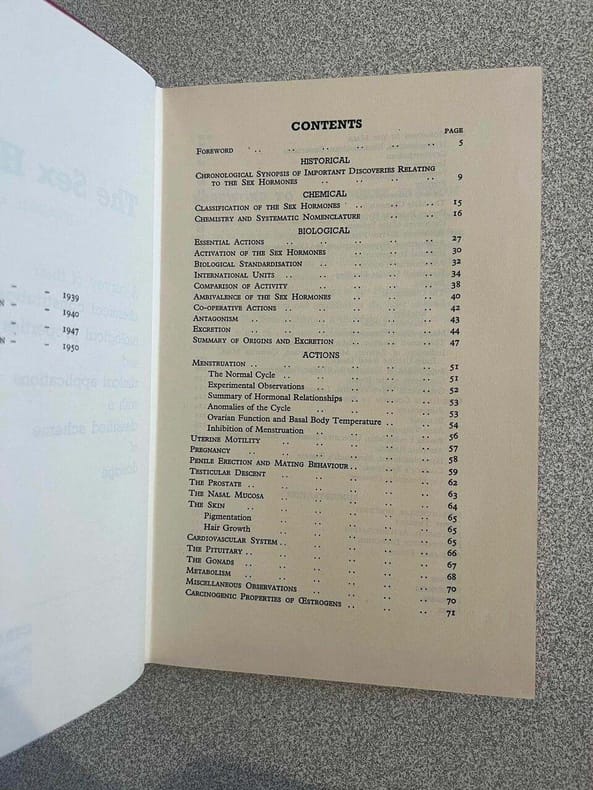 - - 1939
N - - 1940
- - 1947
N - - 1950
CONTENTS
PAGE
FOREWORD .. .. .. .. .. .. 5
HISTORICAL
CHRONOLOGICAL SYNOPSIS OF IMPORTANT DISCOVERIES RELATING
TO THE SEX HORMONES .. .. .. .. 9
CHEMICAL
CLASSIFICATION OF THE SEX HORMONES .. .. .. 15
CHEMISTRY AND SYSTEMATIC NOMENCLATURE .. .. .. 16
BIOLOGICAL
ESSENTIAL ACTIONS .. .. .. .. .. 27
ACTIVATION OF THE SEX HORMONES .. .. .. 30
BIOLOGICAL STANDARDISATION .. .. .. .. 32
INTERNATIONAL UNITS .. .. .. .. .. 34
COMPARISON OF ACTIVITY .. .. .. .. 38
AMBIVALENCE OF THE SEX HORMONES .. .. .. 40
CO-OPERATIVE ACTIONS .. .. .. .. .. 42
ANTAGONISM .. .. .. .. .. .. 43
EXCRETION .. .. .. .. .. .. 44
SUMMARY OF ORIGINS AND EXCRETION .. .. .. 47
ACTIONS
MENSTRUATION .. .. .. .. .. .. 51
The Normal Cycle .. .. .. .. .. 51
Experimental Observations .. .. .. .. 52
Summary of Hormonal Relationships .. .. .. 53
Anomalies of the Cycle .. .. .. .. 53
Ovarian Function and Basal Body Temperature .. .. 54
Inhibition of Menstruation .. .. .. .. 56
UTERINE MOTILITY .. .. .. .. .. 57
PREGNANCY .. .. .. .. .. .. 58
PENILE ERECTION AND MATING BEHAVIOUR .. .. .. 59
TESTICULAR DESCENT .. .. .. .. .. 62
THE PROSTATE .. .. .. .. .. .. 63
THE NASAL MUCOSA .. .. .. .. .. 64
THE SKIN .. .. .. .. .. .. 65
Pigmentation .. .. .. .. .. 65
Hair Growth .. .. .. .. .. 65
CARDIOVASCULAR SYSTEM .. .. .. .. .. 66
THE PITUITARY .. .. .. .. .. .. 67
THE GONADS .. .. .. .. .. .. 68
METABOLISM .. .. .. .. .. .. 70
MISCELLANEOUS OBSERVATIONS .. .. .. .. 70
CARCINOGENIC PROPERTIES OF ŒSTROGENS .. .. .. 71